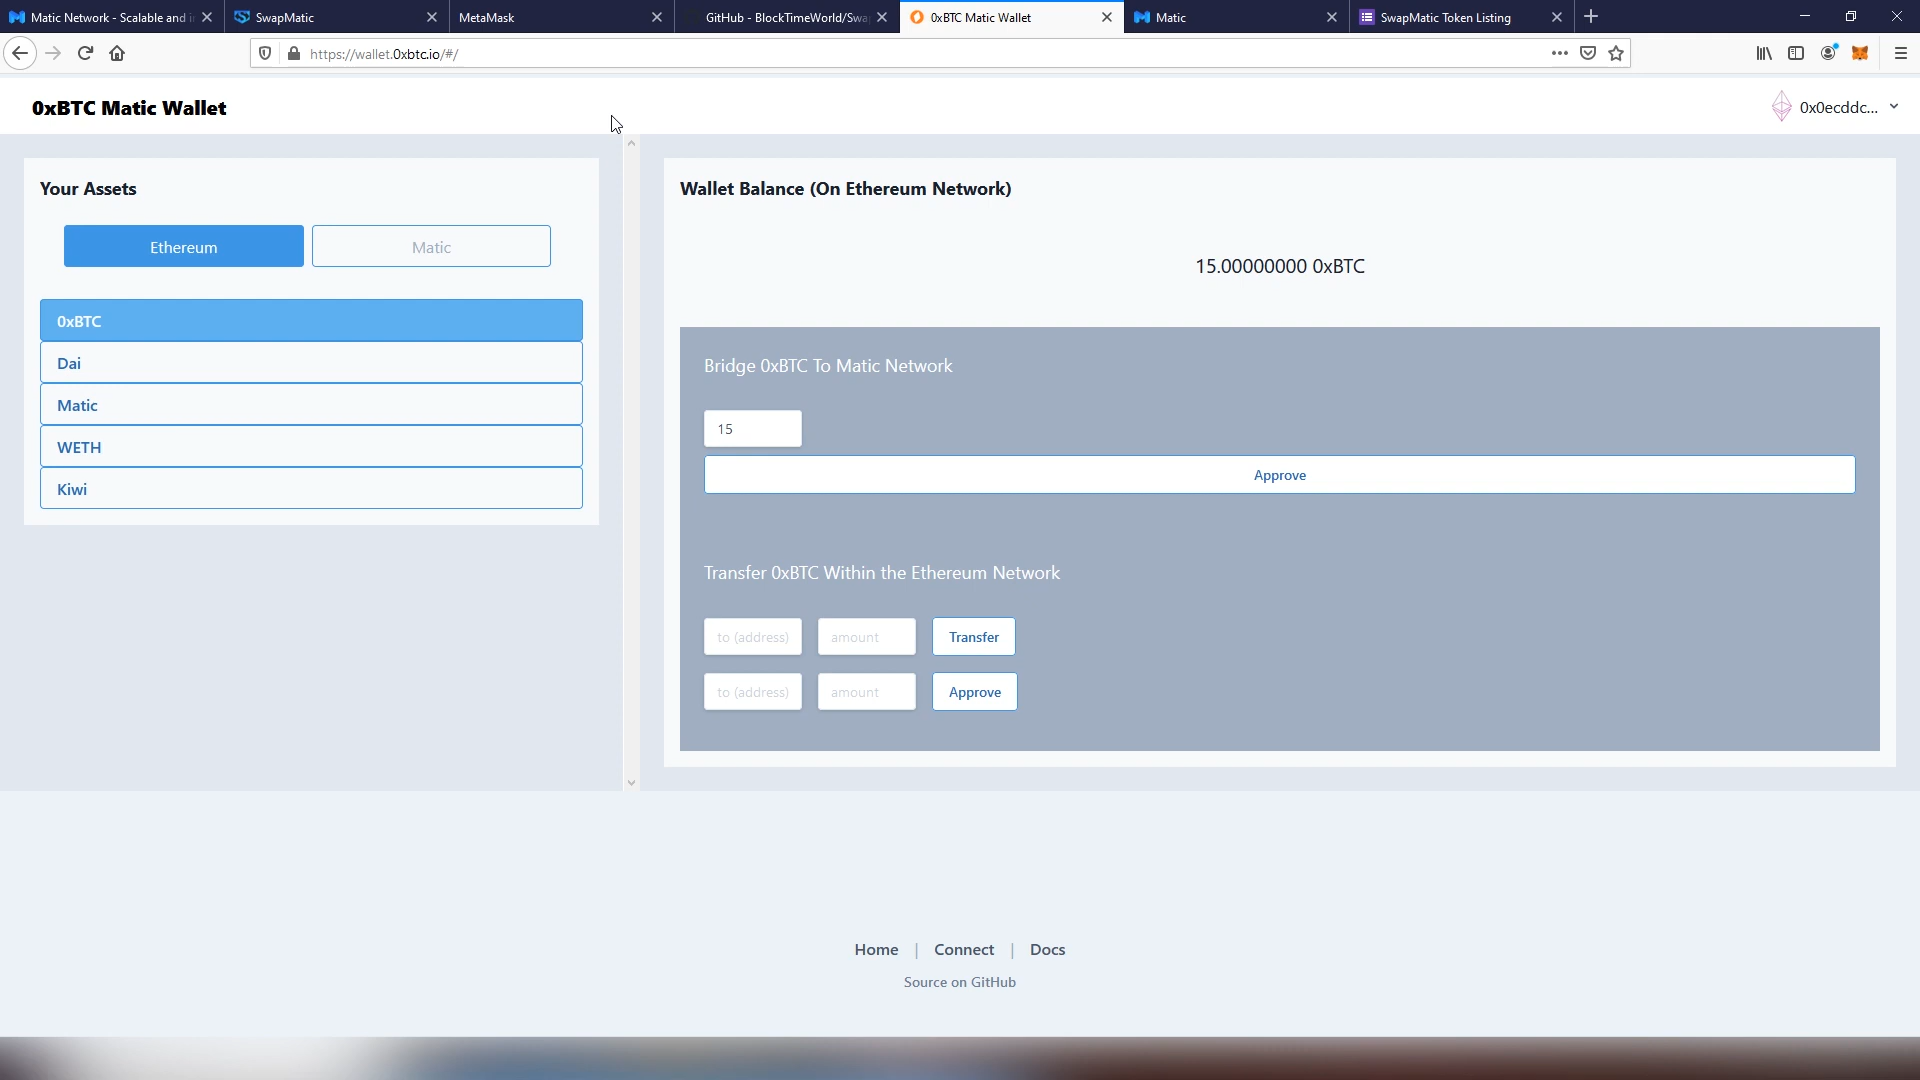 Matic Network - Scalable and i
SwapMatic
MetaMask
GitHub - BlockTimeWorld/Swa
0xBTC Matic Wallet
Matic
SwapMatic Token Listing
https://wallet.0xbtc.io/#/
0xBTC Matic Wallet
0x0ecddc...
Your Assets
Ethereum
Matic
0xBTC
Dai
Matic
WETH
Kiwi
Wallet Balance (On Ethereum Network)
15.00000000 0xBTC
Bridge 0xBTC To Matic Network
15
Approve
Transfer 0xBTC Within the Ethereum Network
to (address) amount Transfer
to (address) amount Approve
Home | Connect | Docs
Source on GitHub